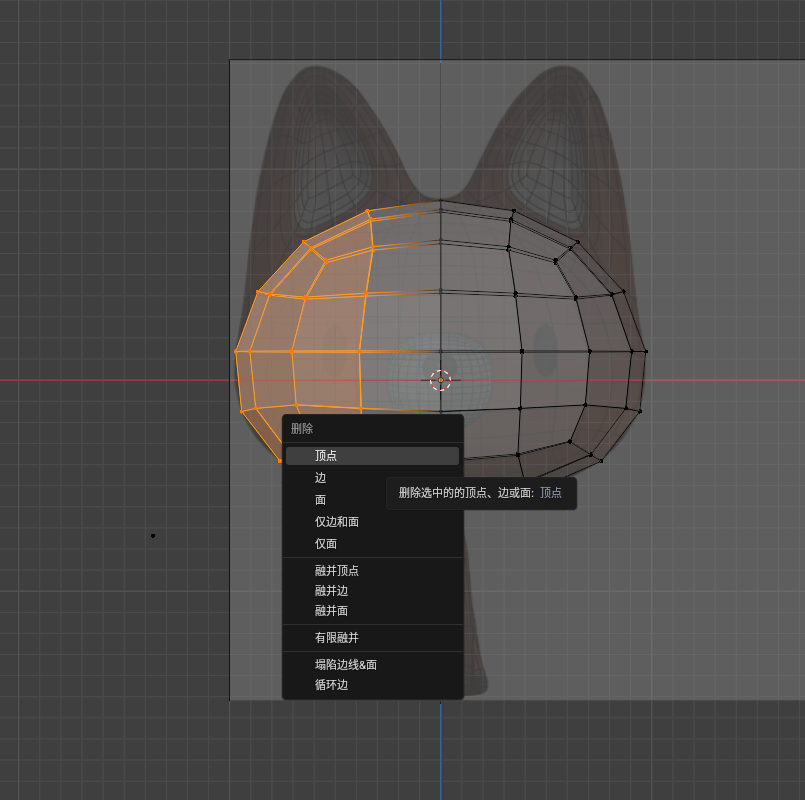 删除
顶点
边
面
仅边和面
仅面
融并顶点
融并边
融并面
有限融并
塌陷边线&面
循环边
删除选中的的顶点、边或面: 顶点